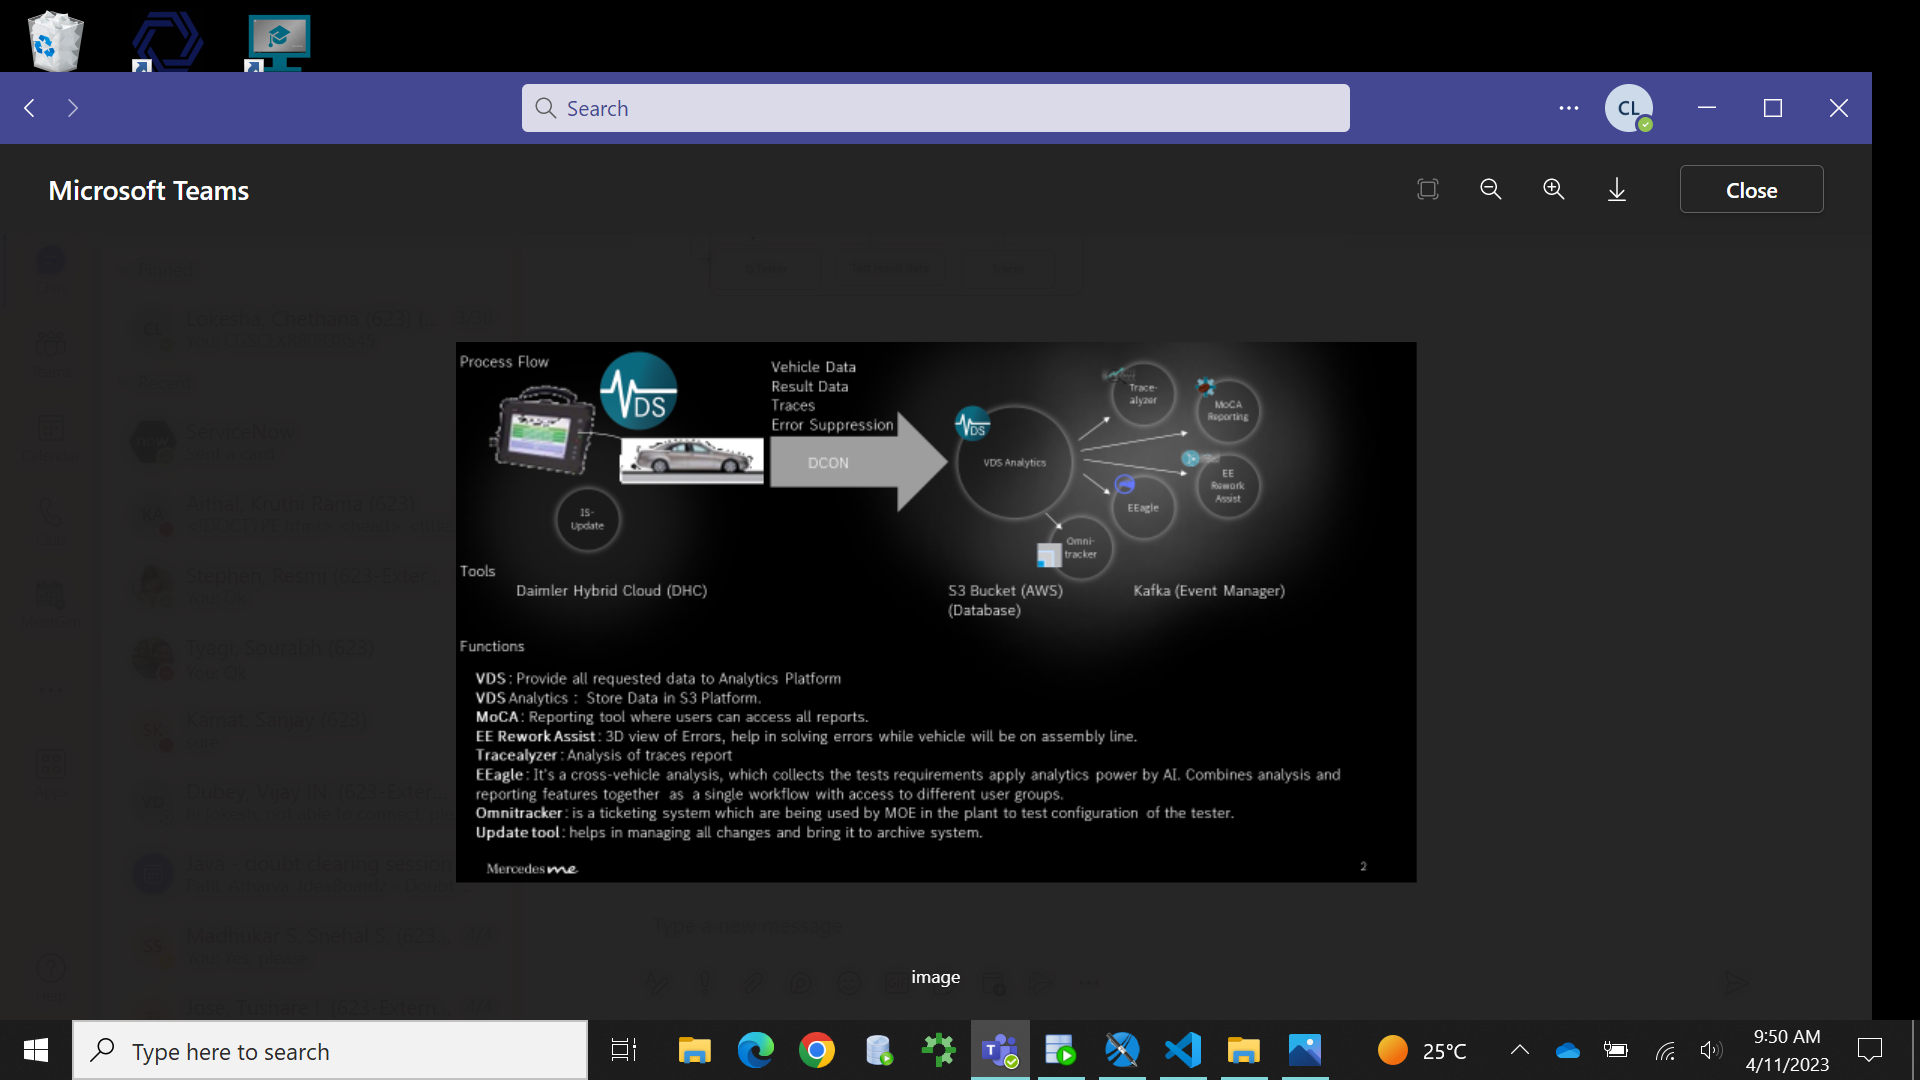 Search
CL
Microsoft Teams
Close
Process Flow
VDS
Vehicle Data
Result Data
Traces
Error Suppression
DCON
IS-
Update
VDS
VDS Analytics
Trace-
alyzer
MoCA
Reporting
EE
Rework
Assist
EEagle
Omni-
tracker
Tools
Daimler Hybrid Cloud (DHC)
S3 Bucket (AWS)
(Database)
Kafka (Event Manager)
Functions
VDS : Provide all requested data to Analytics Platform
VDS Analytics : Store Data in S3 Platform.
MoCA : Reporting tool where users can access all reports.
EE Rework Assist : 3D view of Errors, help in solving errors while vehicle will be on assembly line.
Tracealyzer : Analysis of traces report
EEagle : It's a cross-vehicle analysis, which collects the tests requirements apply analytics power by AI. Combines analysis and
reporting features together as a single workflow with access to different user groups.
Omnitracker : is a ticketing system which are being used by MOE in the plant to test configuration of the tester.
Update tool : helps in managing all changes and bring it to archive system.
Mercedes me
2
Type a new message
image
Type here to search
25°C
9:50 AM
4/11/2023